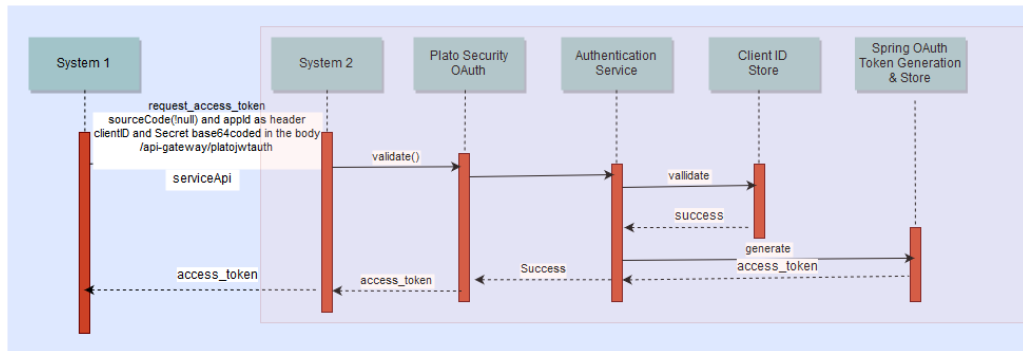 System 1
System 2
Plato Security
OAuth
Authentication
Service
Client ID
Store
Spring OAuth
Token Generation
& Store
request_access_token
sourceCode(!null) and appId as header
clientID and Secret base64coded in the body
/api-gateway/platojwtauth
serviceApi
validate()
vallidate
success
generate
access_token
Success
access_token
access_token